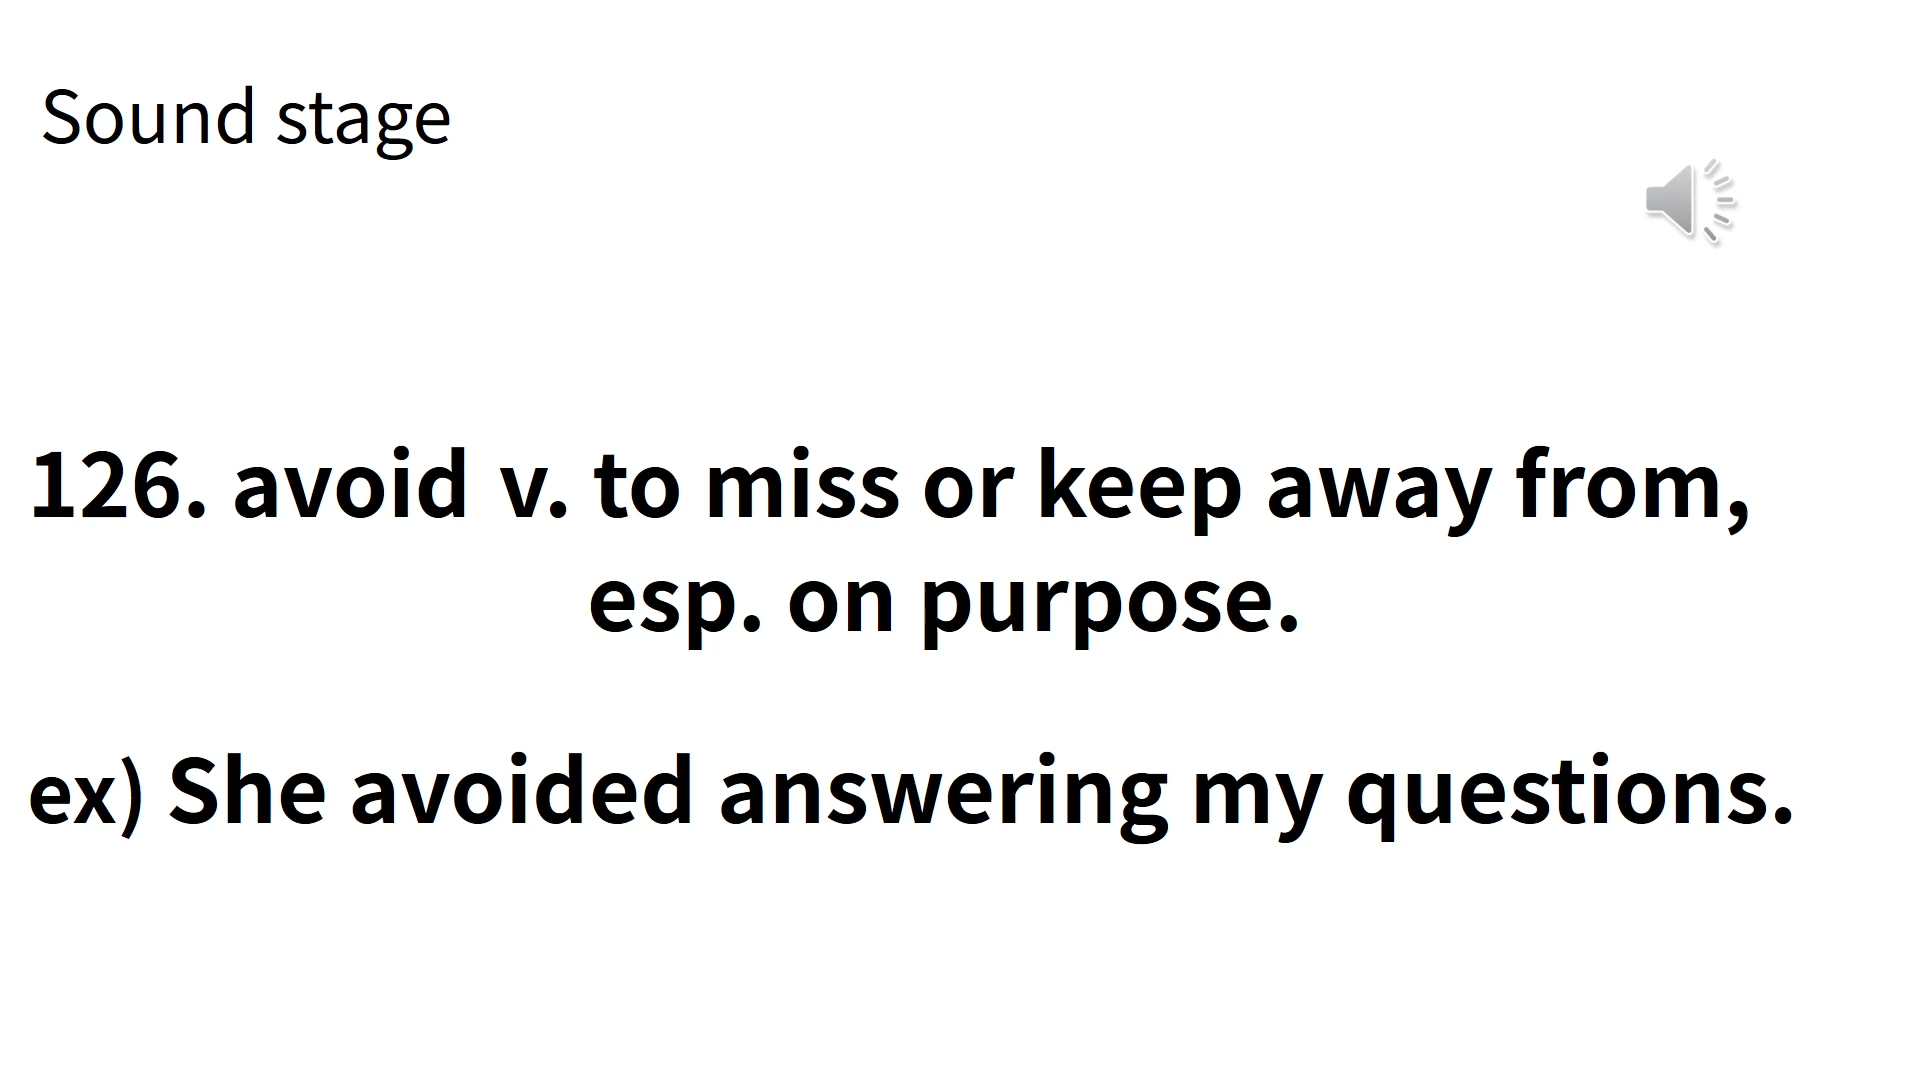 Sound stage
126. avoid v. to miss or keep away from,
esp. on purpose.
ex) She avoided answering my questions.